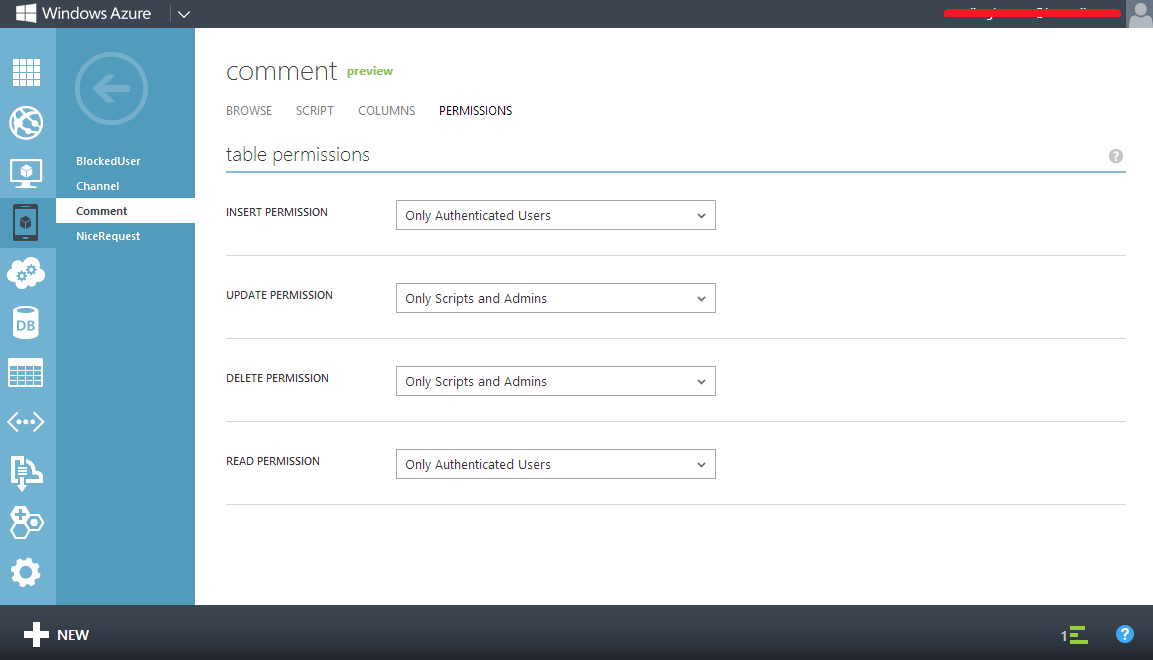 Windows Azure
comment preview
BROWSE SCRIPT COLUMNS PERMISSIONS
BlockedUser
Channel
Comment
NiceRequest
table permissions
?
INSERT PERMISSION Only Authenticated Users
UPDATE PERMISSION Only Scripts and Admins
DELETE PERMISSION Only Scripts and Admins
READ PERMISSION Only Authenticated Users
DB
NEW
1
?